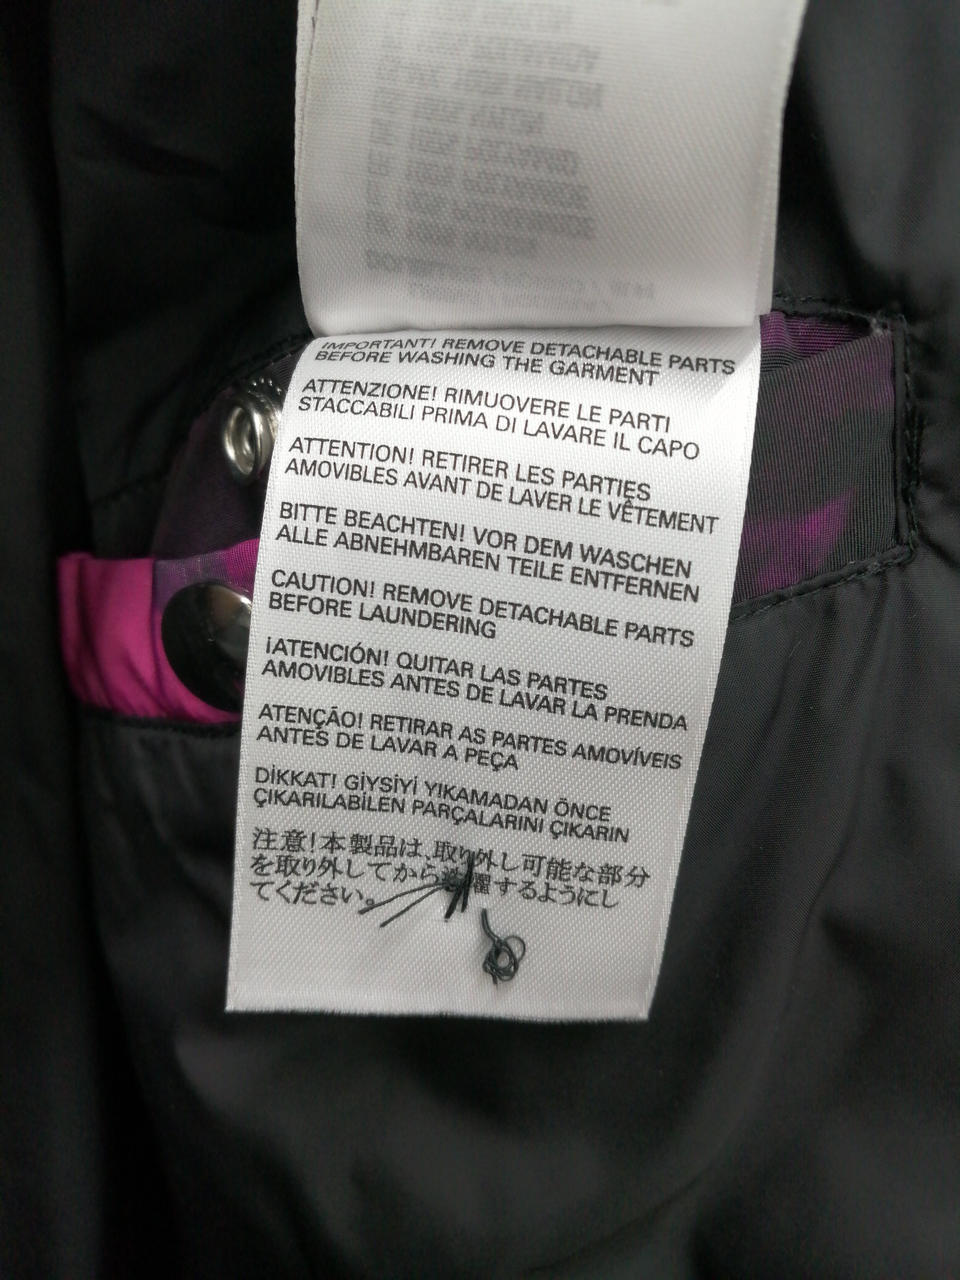 IMPORTANT! REMOVE DETACHABLE PARTS
BEFORE WASHING THE GARMENT
ATTENZIONE! RIMUOVERE LE PARTI
STACCABILI PRIMA DI LAVARE IL CAPO
ATTENTION! RETIRER LES PARTIES
AMOVIBLES AVANT DE LAVER LE VÊTEMENT
BITTE BEACHTEN! VOR DEM WASCHEN
ALLE ABNEHMBAREN TEILE ENTFERNEN
CAUTION! REMOVE DETACHABLE PARTS
BEFORE LAUNDERING
¡ATENCIÓN! QUITAR LAS PARTES
AMOVIBLES ANTES DE LAVAR LA PRENDA
ATENÇÃO! RETIRAR AS PARTES AMOVÍVEIS
ANTES DE LAVAR A PEÇA
DİKKAT! GİYSİYİ Y!KAMADAN ÖNCE
ÇIKARILABİLEN PARÇALARINI ÇIKARIN
注意!本製品は、取り外し可能な部分
を取り外してから洗濯するようにし
てください。